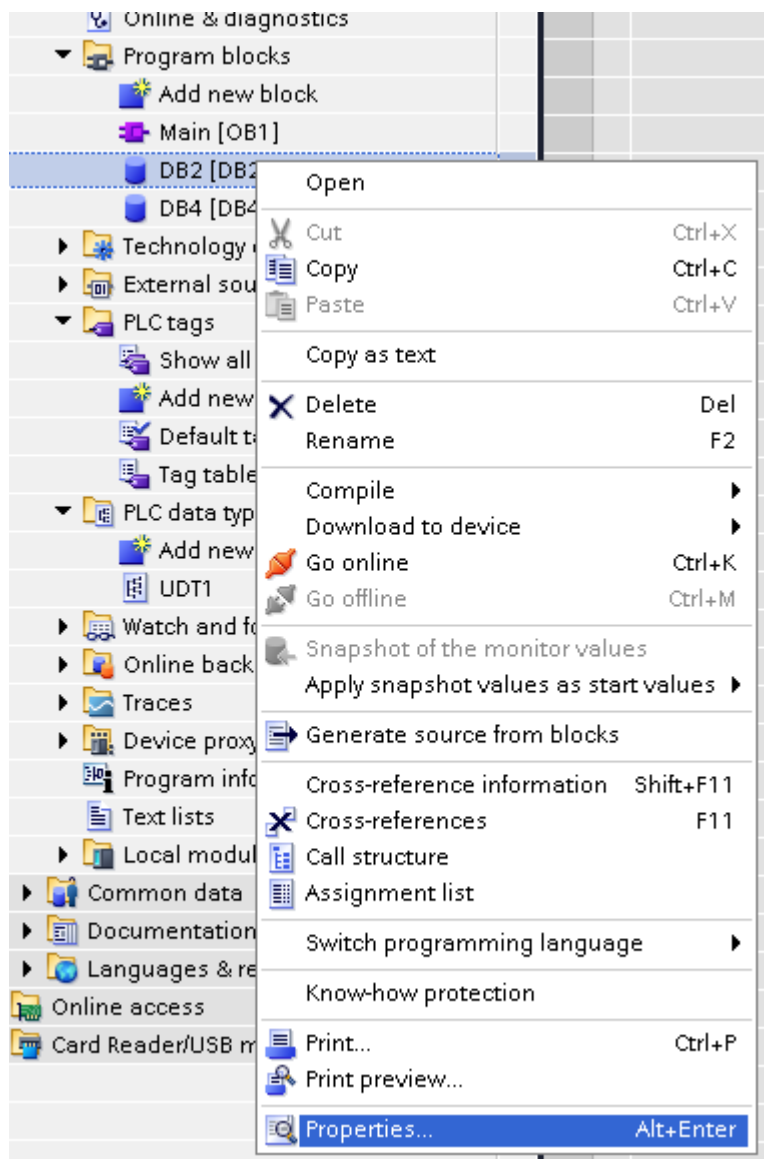 Online & diagnostics
Program blocks
Add new block
Main [OB1]
DB2 [DB2
DB4 [DB4
Technology
External sou
PLC tags
Show all
Add new
Default t
Tag table
PLC data typ
Add new
UDT1
Watch and fo
Online back
Traces
Device proxy
Program info
Text lists
Local modul
Common data
Documentation
Languages & re
Online access
Card Reader/USB m
Open
Cut Ctrl+X
Copy Ctrl+C
Paste Ctrl+V
Copy as text
Delete Del
Rename F2
Compile
Download to device
Go online Ctrl+K
Go offline Ctrl+M
Snapshot of the monitor values
Apply snapshot values as start values
Generate source from blocks
Cross-reference information Shift+F11
Cross-references F11
Call structure
Assignment list
Switch programming language
Know-how protection
Print... Ctrl+P
Print preview...
Properties... Alt+Enter